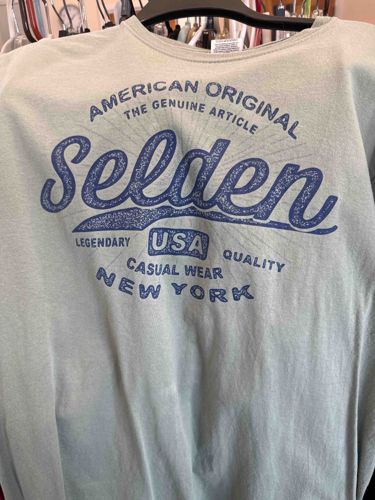 AMERICAN ORIGINAL
THE GENUINE ARTICLE
Selden
LEGENDARY USA QUALITY
CASUAL WEAR
NEW YORK